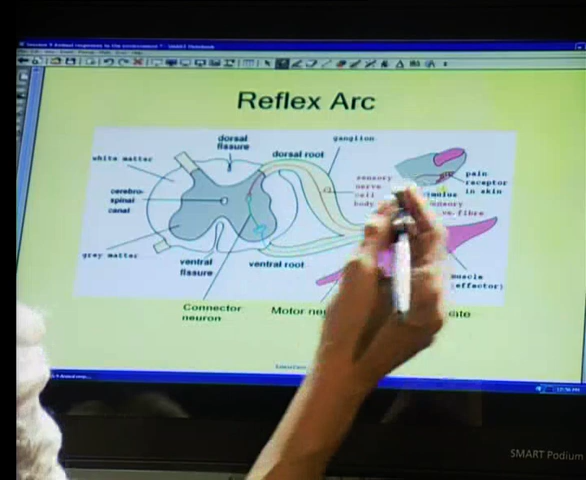 Reflex Arc
dorsal
fissure
ganglion
white matter
dorsal root
sensory
nerve
cell
body
pain
receptor
in skin
cerebro-
spinal
canal
grey matter
ventral
fissure
ventral root
muscle
(effector)
Connector
neuron
Motor
SMART Podium